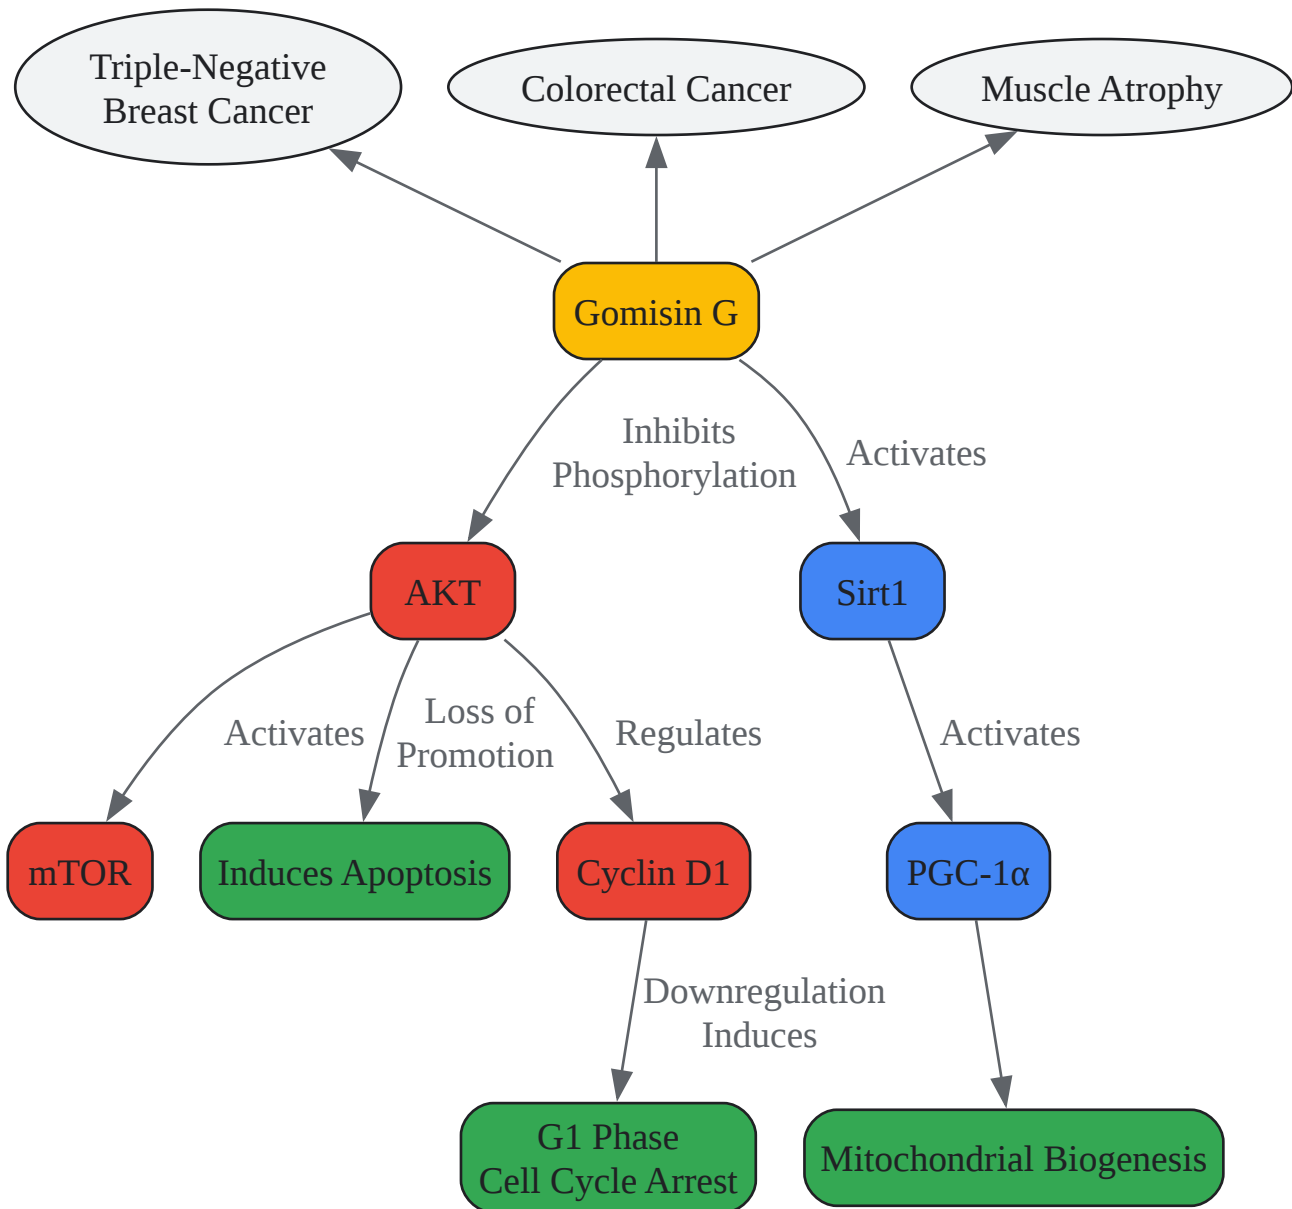 Triple-Negative
Breast Cancer
Colorectal Cancer
Muscle Atrophy
Gomisin G
Inhibits
Phosphorylation
Activates
AKT
Sirt1
Activates
Loss of
Promotion
Regulates
Activates
mTOR
Induces Apoptosis
Cyclin D1
PGC-1α
Downregulation
Induces
G1 Phase
Cell Cycle Arrest
Mitochondrial Biogenesis